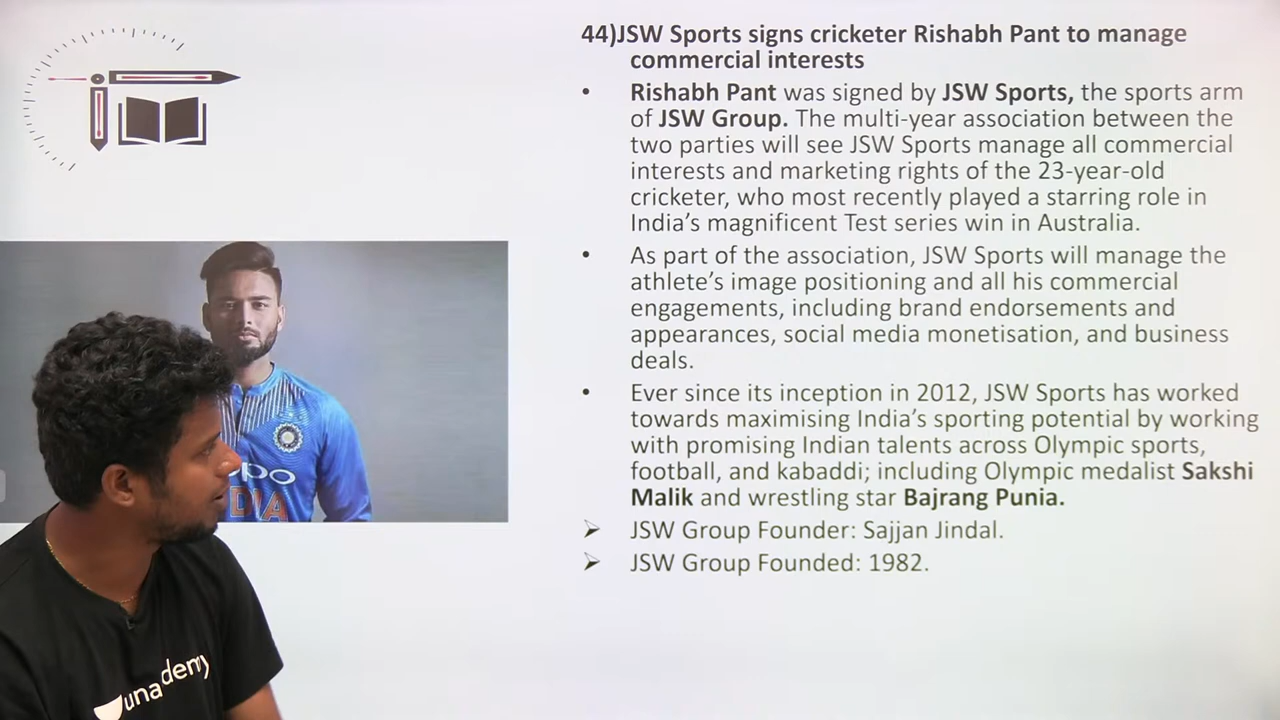 44)JSW Sports signs cricketer Rishabh Pant to manage
commercial interests
• Rishabh Pant was signed by JSW Sports, the sports arm
of JSW Group. The multi-year association between the
two parties will see JSW Sports manage all commercial
interests and marketing rights of the 23-year-old
cricketer, who most recently played a starring role in
India’s magnificent Test series win in Australia.
• As part of the association, JSW Sports will manage the
athlete’s image positioning and all his commercial
engagements, including brand endorsements and
appearances, social media monetisation, and business
deals.
• Ever since its inception in 2012, JSW Sports has worked
towards maximising India’s sporting potential by working
with promising Indian talents across Olympic sports,
football, and kabaddi; including Olympic medalist Sakshi
Malik and wrestling star Bajrang Punia.
➢ JSW Group Founder: Sajjan Jindal.
➢ JSW Group Founded: 1982.
unacademy